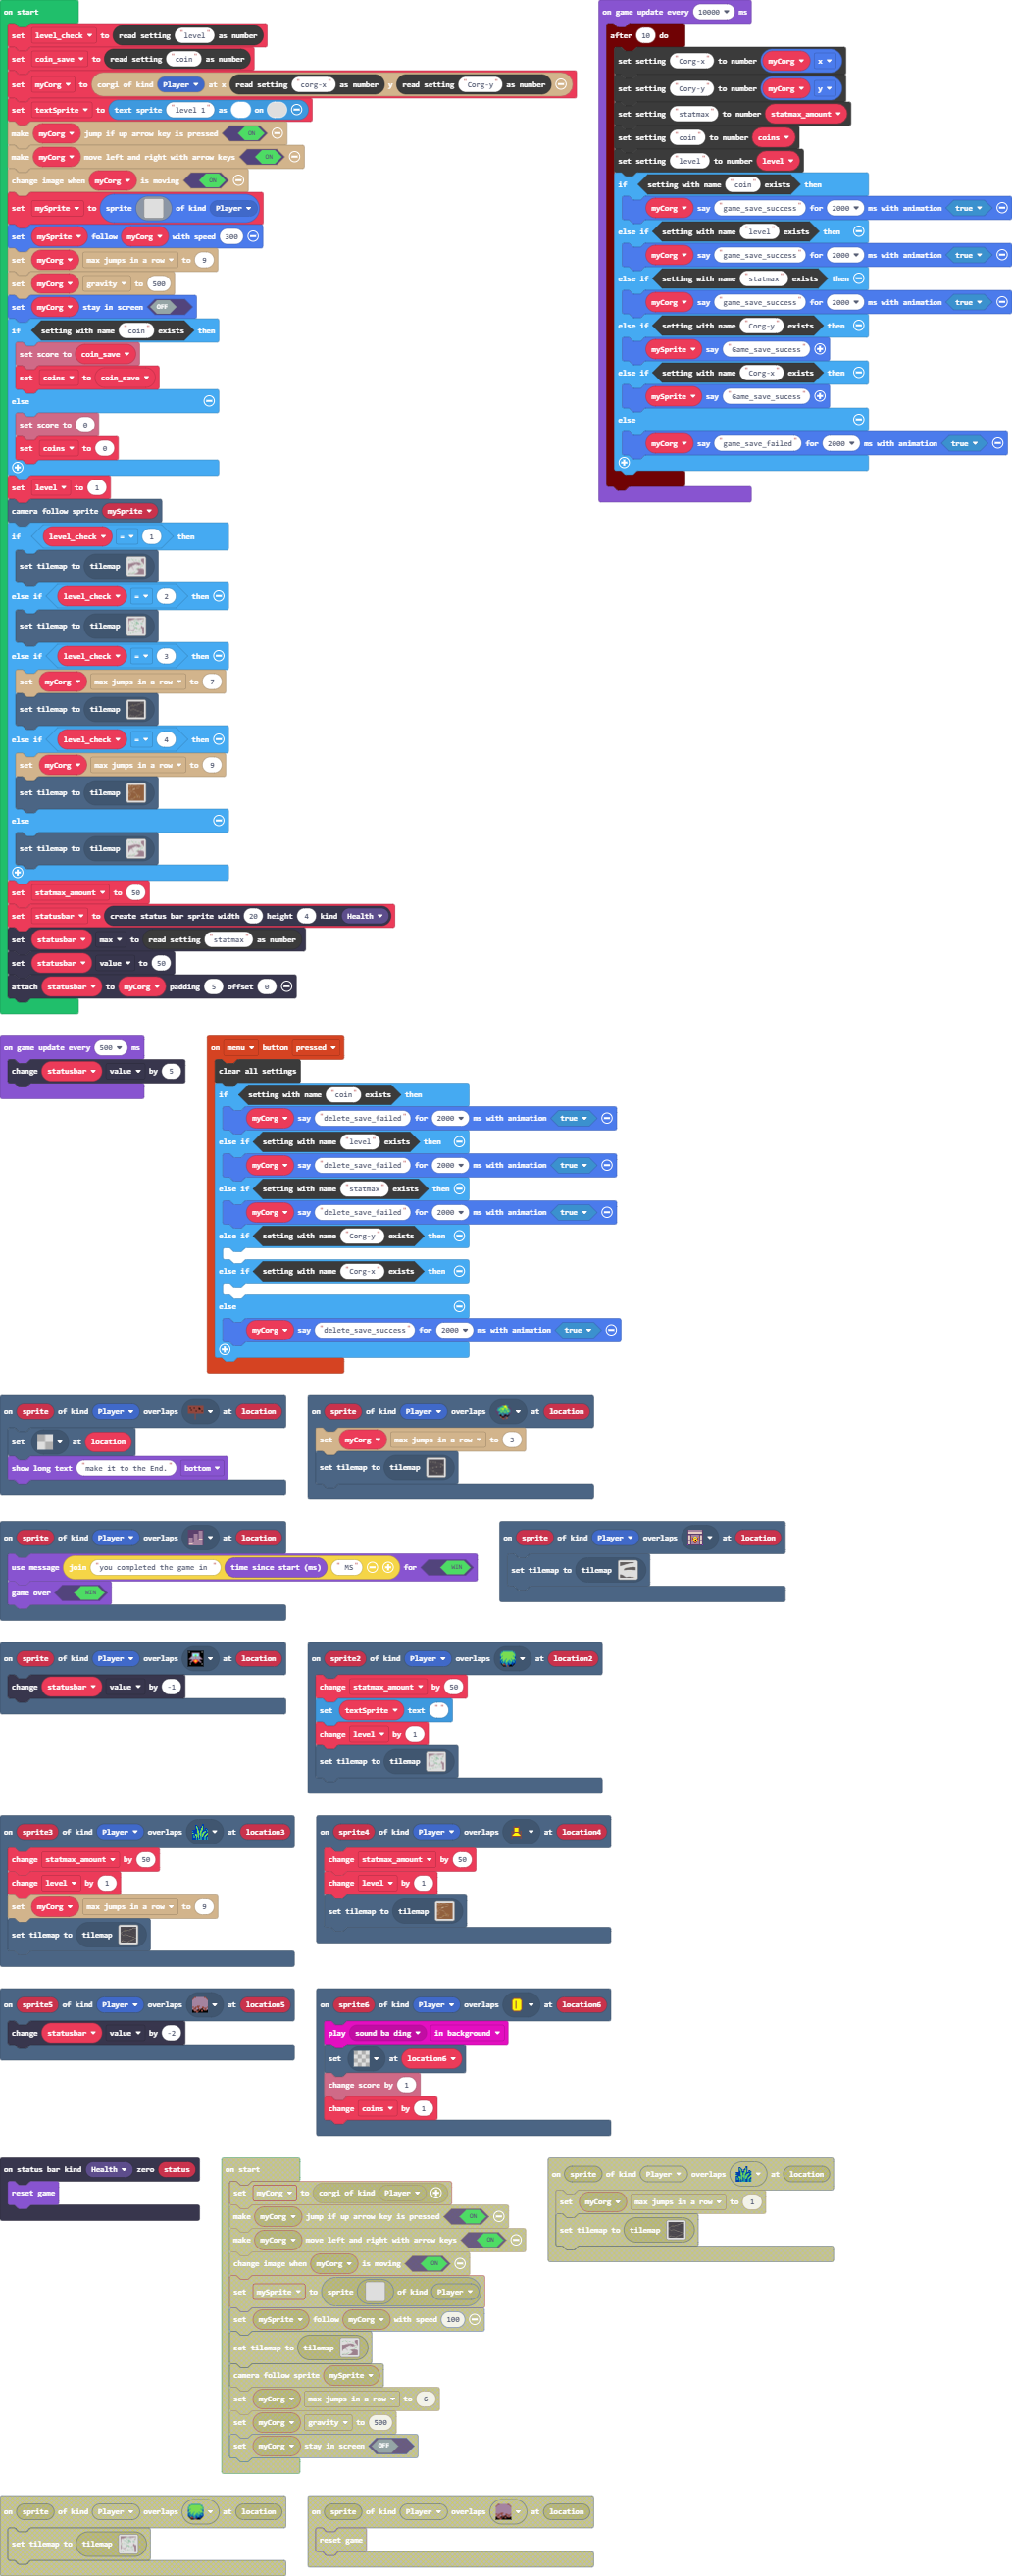 on start
set level_check to read setting "level" as number
set coin_save to read setting "coin" as number
set myCorg to corgi of kind Player at x read setting "corg-x" as number y read setting "Corg-y" as number
set textSprite to text sprite "level 1" as on
make myCorg jump if up arrow key is pressed ON
make myCorg move left and right with arrow keys ON
change image when myCorg is moving ON
set mySprite to sprite of kind Player
set mySprite follow myCorg with speed 300
set myCorg max jumps in a row to 9
set myCorg gravity to 500
set myCorg stay in screen OFF
if setting with name "coin" exists then
set score to coin_save
set coins to coin_save
else
set score to 0
set coins to 0
set level to 1
camera follow sprite mySprite
if level_check = 1 then
set tilemap to tilemap
else if level_check = 2 then
set tilemap to tilemap
else if level_check = 3 then
set myCorg max jumps in a row to 7
set tilemap to tilemap
else if level_check = 4 then
set myCorg max jumps in a row to 9
set tilemap to tilemap
else
set tilemap to tilemap
set statmax_amount to 50
set statusbar to create status bar sprite width 20 height 4 kind Health
set statusbar max to read setting "statmax" as number
set statusbar value to 50
attach statusbar to myCorg padding 5 offset 0
on game update every 10000 ms
after 10 do
set setting "Corg-x" to number myCorg x
set setting "Cory-y" to number myCorg y
set setting "statmax" to number statmax_amount
set setting "coin" to number coins
set setting "level" to number level
if setting with name "coin" exists then
myCorg say "game_save_success" for 2000 ms with animation true
else if setting with name "level" exists then
myCorg say "game_save_success" for 2000 ms with animation true
else if setting with name "statmax" exists then
myCorg say "game_save_success" for 2000 ms with animation true
else if setting with name "Corg-y" exists then
mySprite say "Game_save_sucess"
else if setting with name "Corg-x" exists then
mySprite say "Game_save_sucess"
else
myCorg say "game_save_failed" for 2000 ms with animation true
on game update every 500 ms
change statusbar value by 5
on menu button pressed
clear all settings
if setting with name "coin" exists then
myCorg say "delete_save_failed" for 2000 ms with animation true
else if setting with name "level" exists then
myCorg say "delete_save_failed" for 2000 ms with animation true
else if setting with name "statmax" exists then
myCorg say "delete_save_failed" for 2000 ms with animation true
else if setting with name "Corg-y" exists then
else if setting with name "Corg-x" exists then
else
myCorg say "delete_save_success" for 2000 ms with animation true
on sprite of kind Player overlaps at location
set at location
show long text "make it to the End." bottom
on sprite of kind Player overlaps at location
set myCorg max jumps in a row to 3
set tilemap to tilemap
on sprite of kind Player overlaps at location
use message join "you completed the game in " time since start (ms) " MS" for WIN
game over WIN
on sprite of kind Player overlaps at location
set tilemap to tilemap
on sprite of kind Player overlaps at location
change statusbar value by -1
on sprite2 of kind Player overlaps at location2
change statmax_amount by 50
set textSprite text " "
change level by 1
set tilemap to tilemap
on sprite3 of kind Player overlaps at location3
change statmax_amount by 50
change level by 1
set myCorg max jumps in a row to 9
set tilemap to tilemap
on sprite4 of kind Player overlaps at location4
change statmax_amount by 50
change level by 1
set tilemap to tilemap
on sprite5 of kind Player overlaps at location5
change statusbar value by -2
on sprite6 of kind Player overlaps at location6
play sound ba ding in background
set at location6
change score by 1
change coins by 1
on status bar kind Health zero status
reset game
on start
set myCorg to corgi of kind Player
make myCorg jump if up arrow key is pressed ON
make myCorg move left and right with arrow keys ON
change image when myCorg is moving ON
set mySprite to sprite of kind Player
set mySprite follow myCorg with speed 100
set tilemap to tilemap
camera follow sprite mySprite
set myCorg max jumps in a row to 6
set myCorg gravity to 500
set myCorg stay in screen OFF
on sprite of kind Player overlaps at location
set myCorg max jumps in a row to 1
set tilemap to tilemap
on sprite of kind Player overlaps at location
set tilemap to tilemap
on sprite of kind Player overlaps at location
reset game